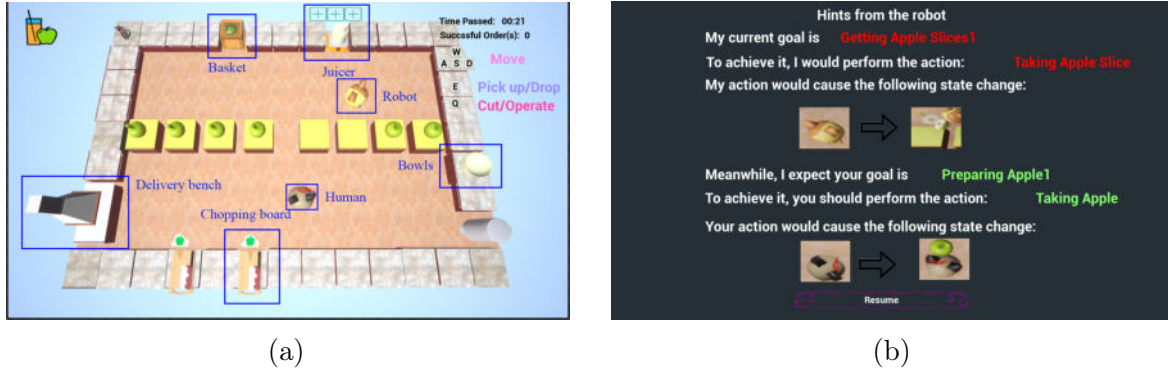 Time Passed: 00:21
Succssful Order(s): 0
W
A S D Move
E Pick up/Drop
Q Cut/Operate
Basket
Juicer
Robot
Bowls
Delivery bench
Human
Chopping board
(a)
Hints from the robot
My current goal is Getting Apple Slices1
To achieve it, I would perform the action: Taking Apple Slice
My action would cause the following state change:
Meanwhile, I expect your goal is Preparing Apple1
To achieve it, you should perform the action: Taking Apple
Your action would cause the following state change:
Resume
(b)